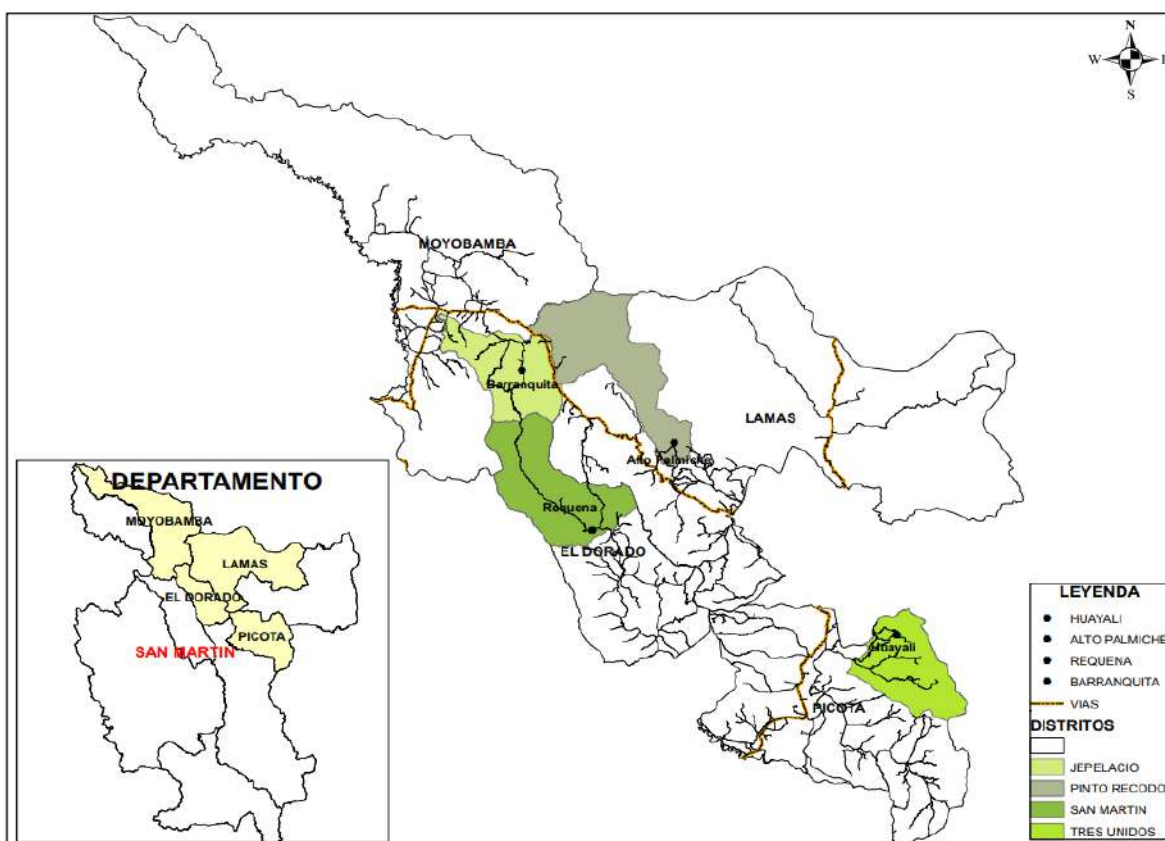 N
W
S
MOYOBAMBA
Barranquita
LAMAS
Alto Palmiche
Requena
EL DORADO
Huayali
PICOTA
DEPARTAMENTO
MOYOBAMBA
LAMAS
EL DORADO
PICOTA
SAN MARTIN
LEYENDA
HUAYALI
ALTO PALMICHE
REQUENA
BARRANQUITA
VIAS
DISTRITOS
JEPELACIO
PINTO RECODO
SAN MARTIN
TRES UNIDOS